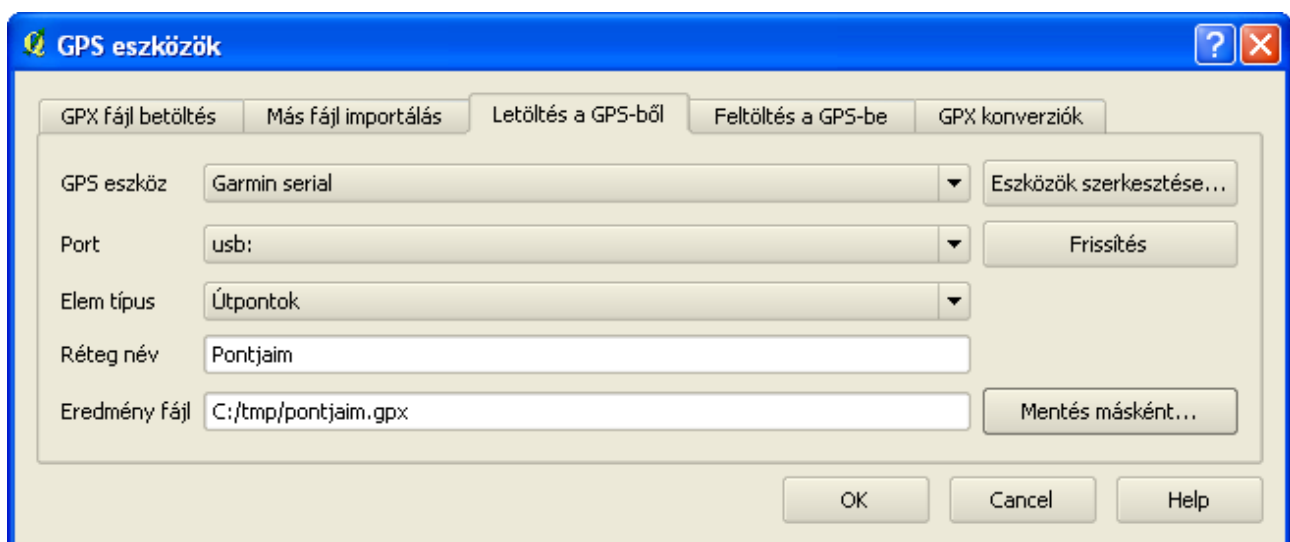 GPS eszközök
GPX fájl betöltés Más fájl importálás Letöltés a GPS-ből Feltöltés a GPS-be GPX konverziók
GPS eszköz Garmin serial Eszközök szerkesztése...
Port usb: Frissítés
Elem típus Útpontok
Réteg név Pontjaim
Eredmény fájl C:/tmp/pontjaim.gpx Mentés másként...
OK Cancel Help